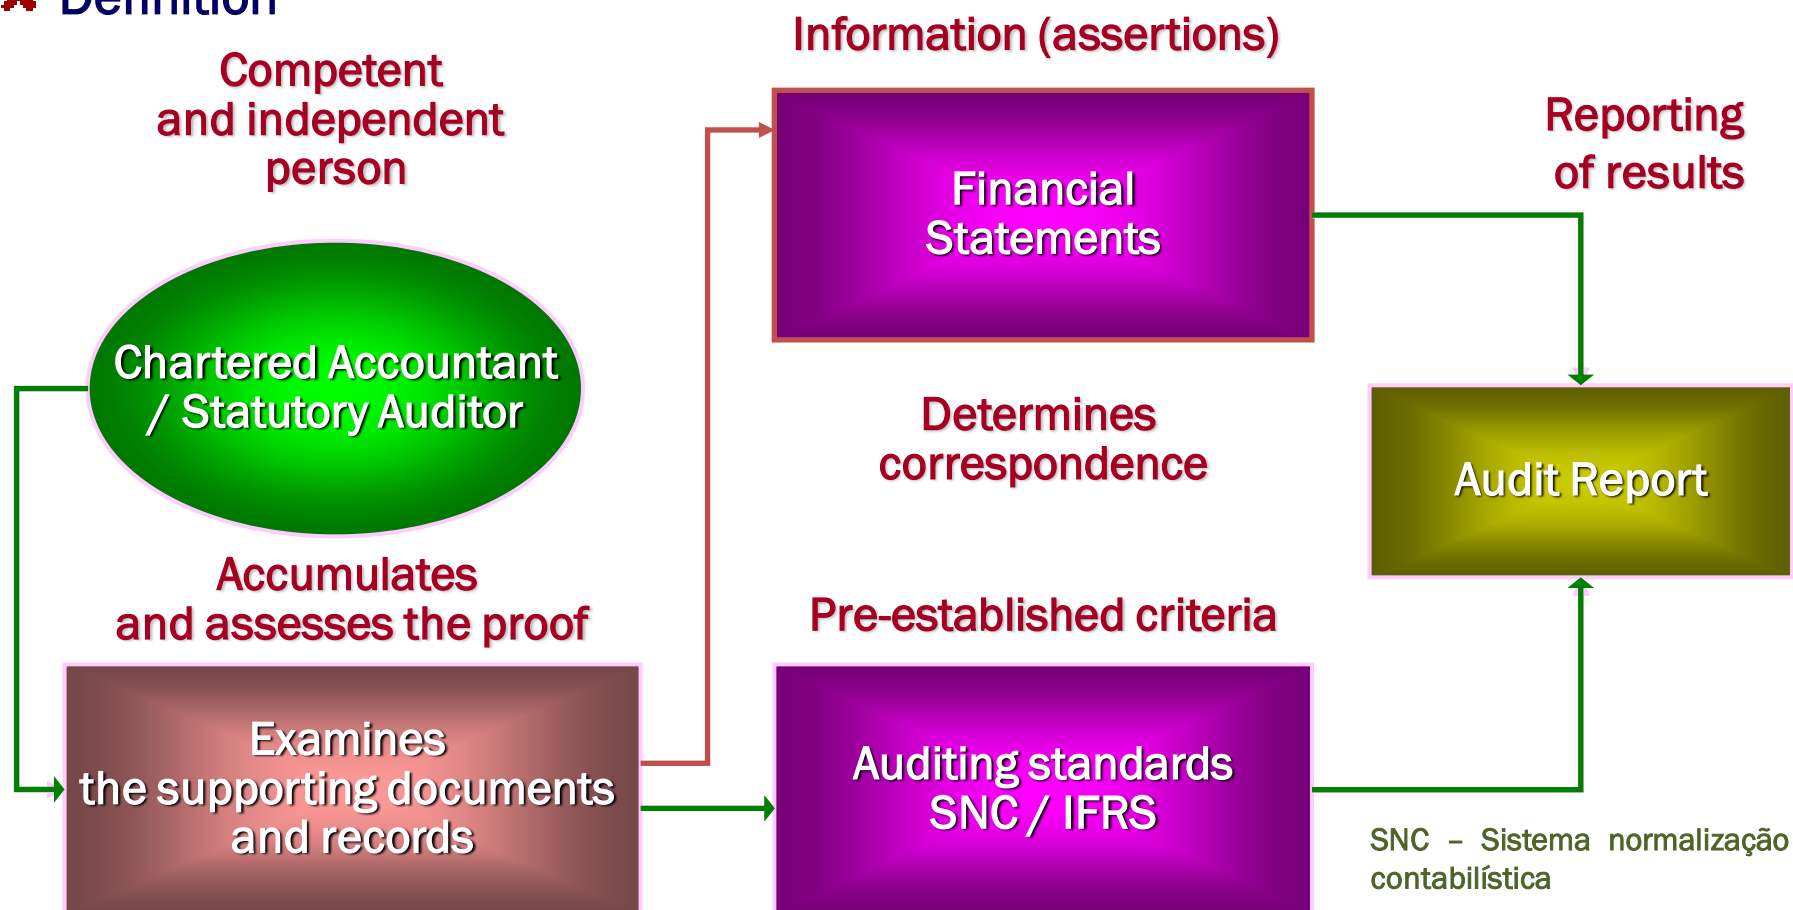 Definition
Competent
and independent
person
Information (assertions)
Reporting
of results
Financial
Statements
Chartered Accountant
/ Statutory Auditor
Determines
correspondence
Audit Report
Accumulates
and assesses the proof
Pre-established criteria
Examines
the supporting documents
and records
Auditing standards
SNC / IFRS
SNC – Sistema normalização
contabilística